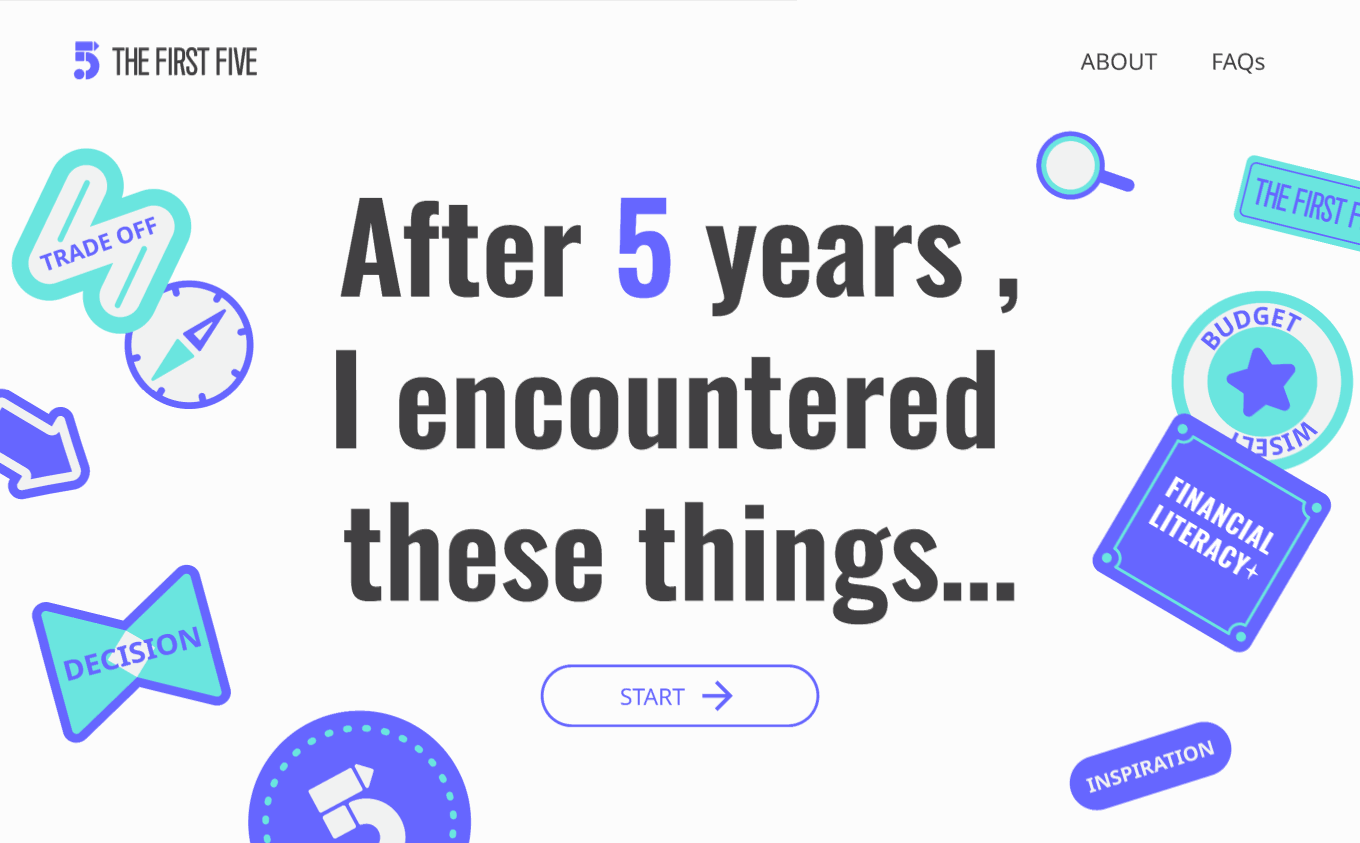 THE FIRST FIVE
ABOUT
FAQs
TRADE OFF
THE FIRST F
After 5 years ,
I encountered
these things...
BUDGET
WISELY
FINANCIAL
LITERACY+
DECISION
START
5
INSPIRATION